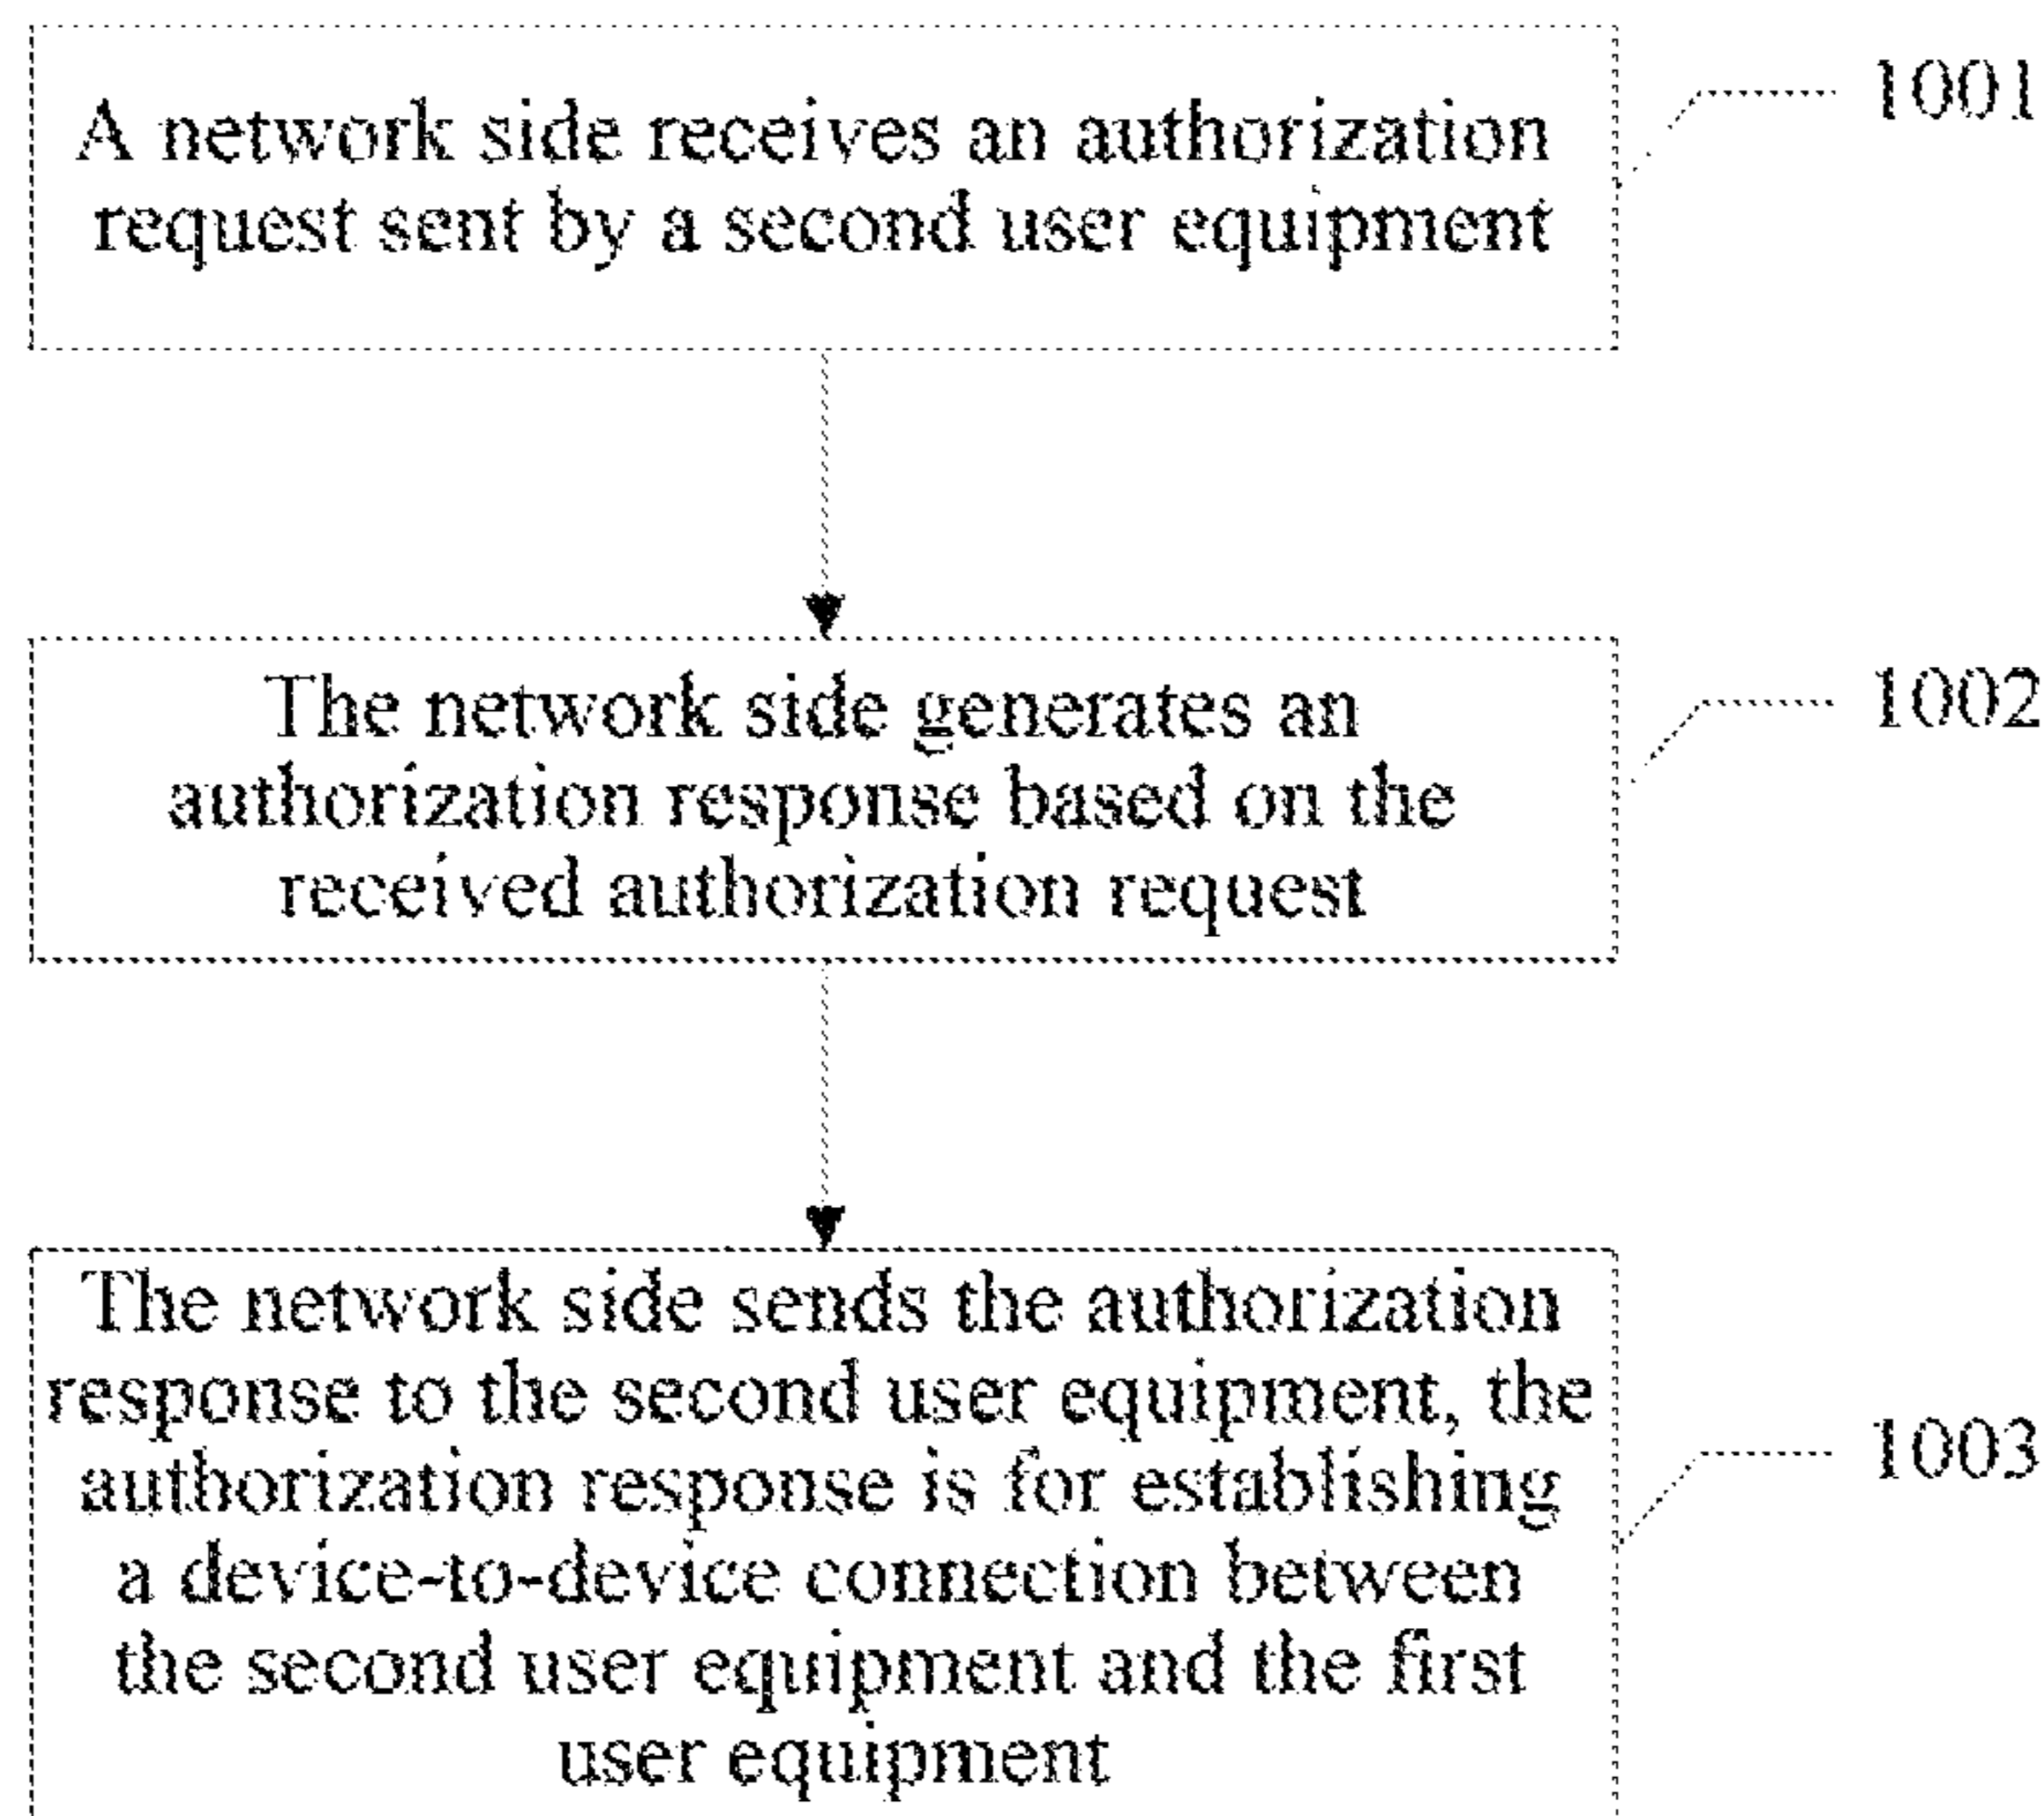 A network side receives an authorization
request sent by a second user equipment
1001
The network side generates an
authorization response based on the
received authorization request
1002
The network side sends the authorization
response to the second user equipment, the
authorization response is for establishing
a device-to-device connection between
the second user equipment and the first
user equipment
1003